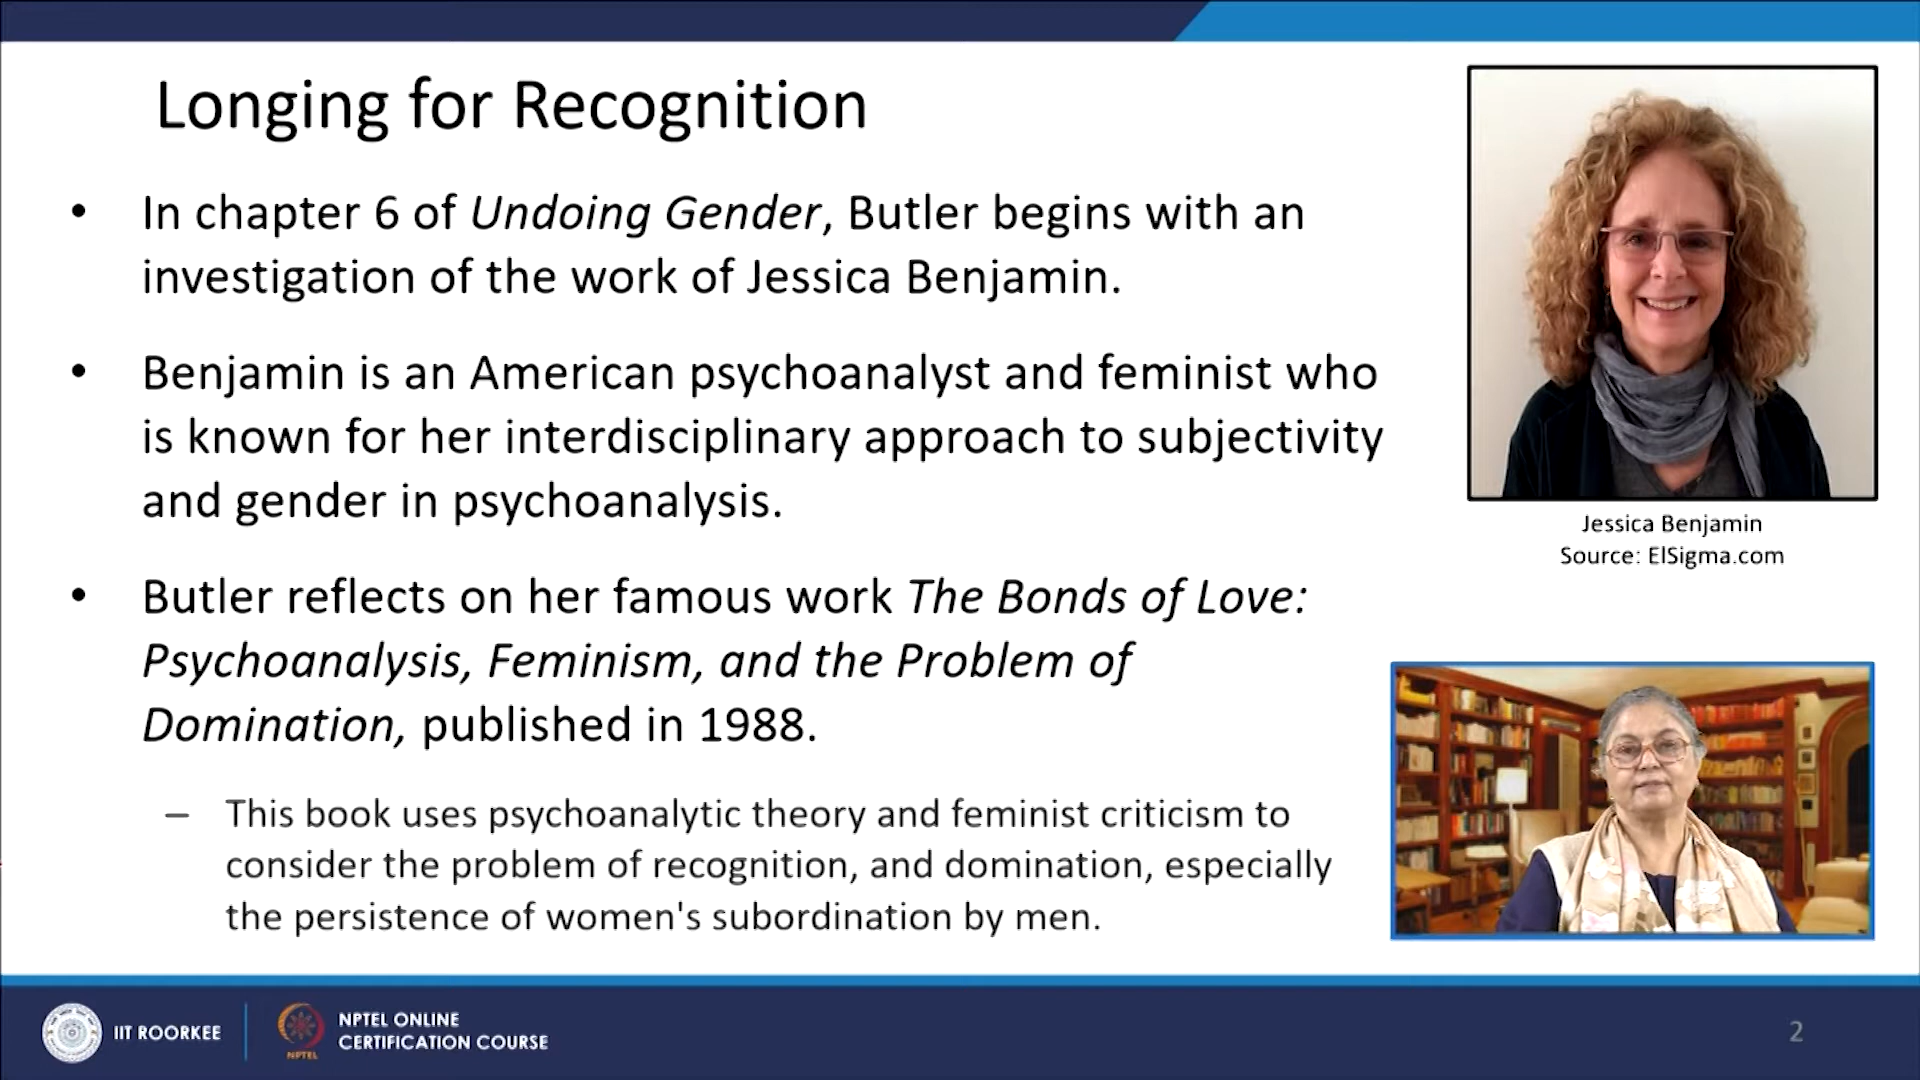 Longing for Recognition
• In chapter 6 of Undoing Gender, Butler begins with an
investigation of the work of Jessica Benjamin.
• Benjamin is an American psychoanalyst and feminist who
is known for her interdisciplinary approach to subjectivity
and gender in psychoanalysis.
• Butler reflects on her famous work The Bonds of Love:
Psychoanalysis, Feminism, and the Problem of
Domination, published in 1988.
– This book uses psychoanalytic theory and feminist criticism to
consider the problem of recognition, and domination, especially
the persistence of women's subordination by men.
Jessica Benjamin
Source: ElSigma.com
IIT ROORKEE
NPTEL
NPTEL ONLINE
CERTIFICATION COURSE
2